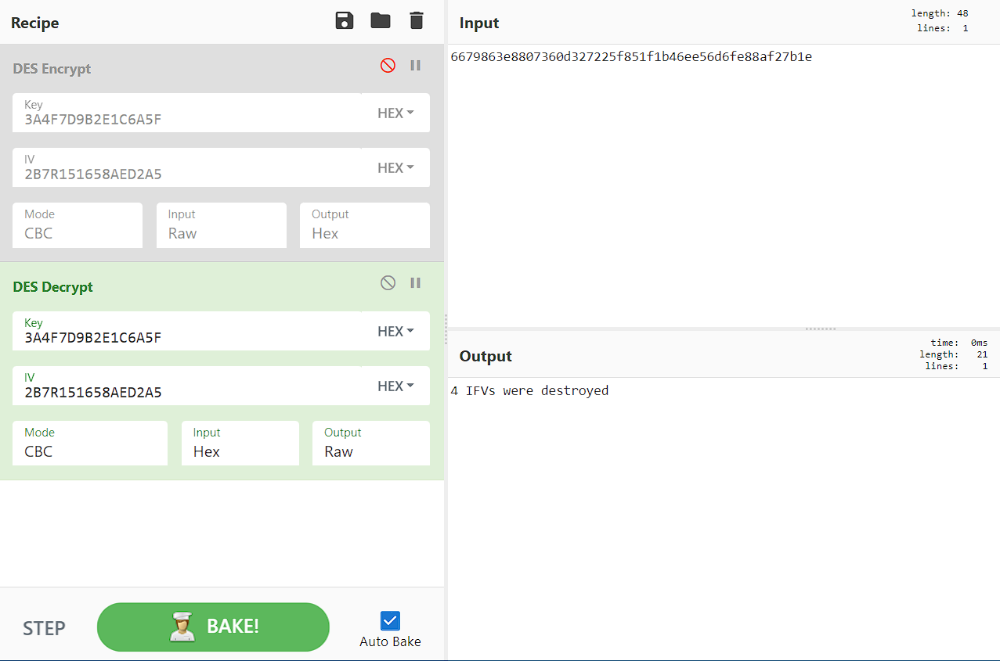 Recipe
DES Encrypt
Key
3A4F7D9B2E1C6A5F
HEX
IV
2B7R151658AED2A5
HEX
Mode
CBC
Input
Raw
Output
Hex
DES Decrypt
Key
3A4F7D9B2E1C6A5F
HEX
IV
2B7R151658AED2A5
HEX
Mode
CBC
Input
Hex
Output
Raw
STEP
BAKE!
Auto Bake
Input
length: 48
lines: 1
6679863e8807360d327225f851f1b46ee56d6fe88af27b1e
Output
time: 0ms
length: 21
lines: 1
4 IFVs were destroyed